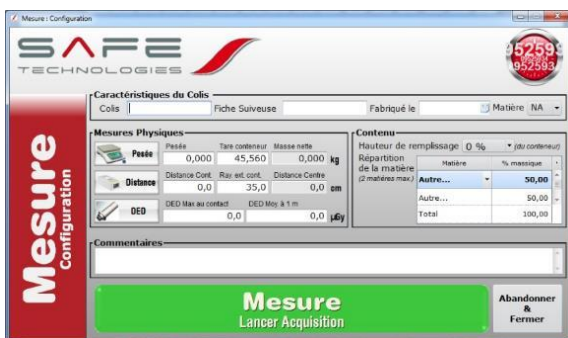 Mesure : Configuration
SAFE
TECHNOLOGIES
952593
952593
Caractéristiques du Colis
Colis Fiche Suiveuse Fabriqué le Matière NA
Mesures Physiques
Pesée Tare conteneur Masse nette
Pesée 0,000 45,560 0,000 kg
Distance Cont. Ray. ext. cont. Distance Centre
Distance 0,0 35,0 0,0 cm
DED Max au contact DED Moy. à 1 m
DED 0,0 0,0 µGy
Contenu
Hauteur de remplissage 0 % (du conteneur)
Répartition de la matière
(2 matières max.)
Matière % massique
Autre... 50,00
Autre... 50,00
Total 100,00
Commentaires
Mesure
Configuration
Mesure
Lancer Acquisition
Abandonner
&
Fermer